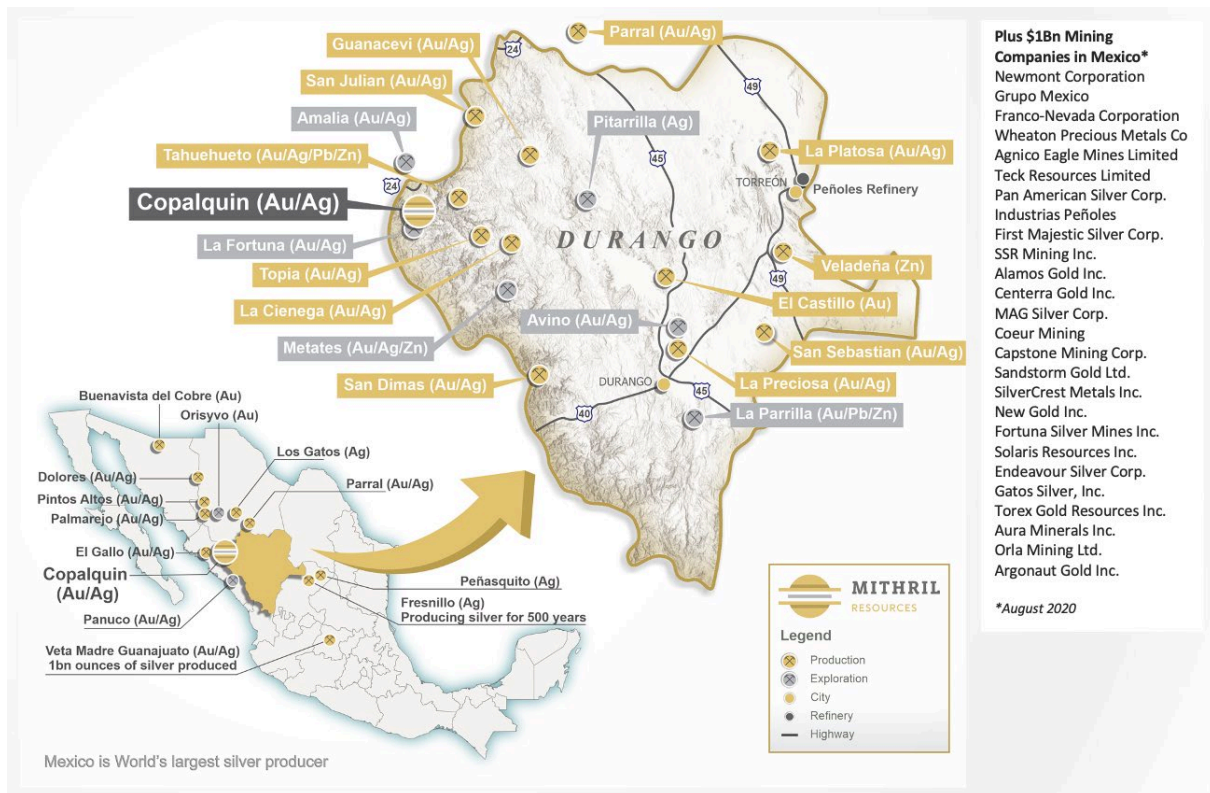 Parral (Au/Ag)
Guanacevi (Au/Ag)
24
San Julian (Au/Ag)
49
Amalia (Au/Ag)
Pitarrilla (Ag)
Tahuehueto (Au/Ag/Pb/Zn)
45
La Platosa (Au/Ag)
24
TORREÓN
Peñoles Refinery
Copalquin (Au/Ag)
La Fortuna (Au/Ag)
DURANGO
Topia (Au/Ag)
Veladeña (Zn)
49
La Cienega (Au/Ag)
El Castillo (Au)
Avino (Au/Ag)
Metates (Au/Ag/Zn)
San Sebastian (Au/Ag)
San Dimas (Au/Ag)
DURANGO
La Preciosa (Au/Ag)
45
40
La Parrilla (Au/Pb/Zn)
Buenavista del Cobre (Au)
Orisyvo (Au)
Los Gatos (Ag)
Dolores (Au/Ag)
Parral (Au/Ag)
Pintos Altos (Au/Ag)
Palmarejo (Au/Ag)
El Gallo (Au/Ag)
Copalquin
(Au/Ag)
Peñasquito (Ag)
Fresnillo (Ag)
Producing silver for 500 years
Panuco (Au/Ag)
Veta Madre Guanajuato (Au/Ag)
1bn ounces of silver produced
Mexico is World's largest silver producer
MITHRIL
RESOURCES
Legend
Production
Exploration
City
Refinery
Highway
Plus $1Bn Mining
Companies in Mexico*
Newmont Corporation
Grupo Mexico
Franco-Nevada Corporation
Wheaton Precious Metals Co
Agnico Eagle Mines Limited
Teck Resources Limited
Pan American Silver Corp.
Industrias Peñoles
First Majestic Silver Corp.
SSR Mining Inc.
Alamos Gold Inc.
Centerra Gold Inc.
MAG Silver Corp.
Coeur Mining
Capstone Mining Corp.
Sandstorm Gold Ltd.
SilverCrest Metals Inc.
New Gold Inc.
Fortuna Silver Mines Inc.
Solaris Resources Inc.
Endeavour Silver Corp.
Gatos Silver, Inc.
Torex Gold Resources Inc.
Aura Minerals Inc.
Orla Mining Ltd.
Argonaut Gold Inc.
*August 2020